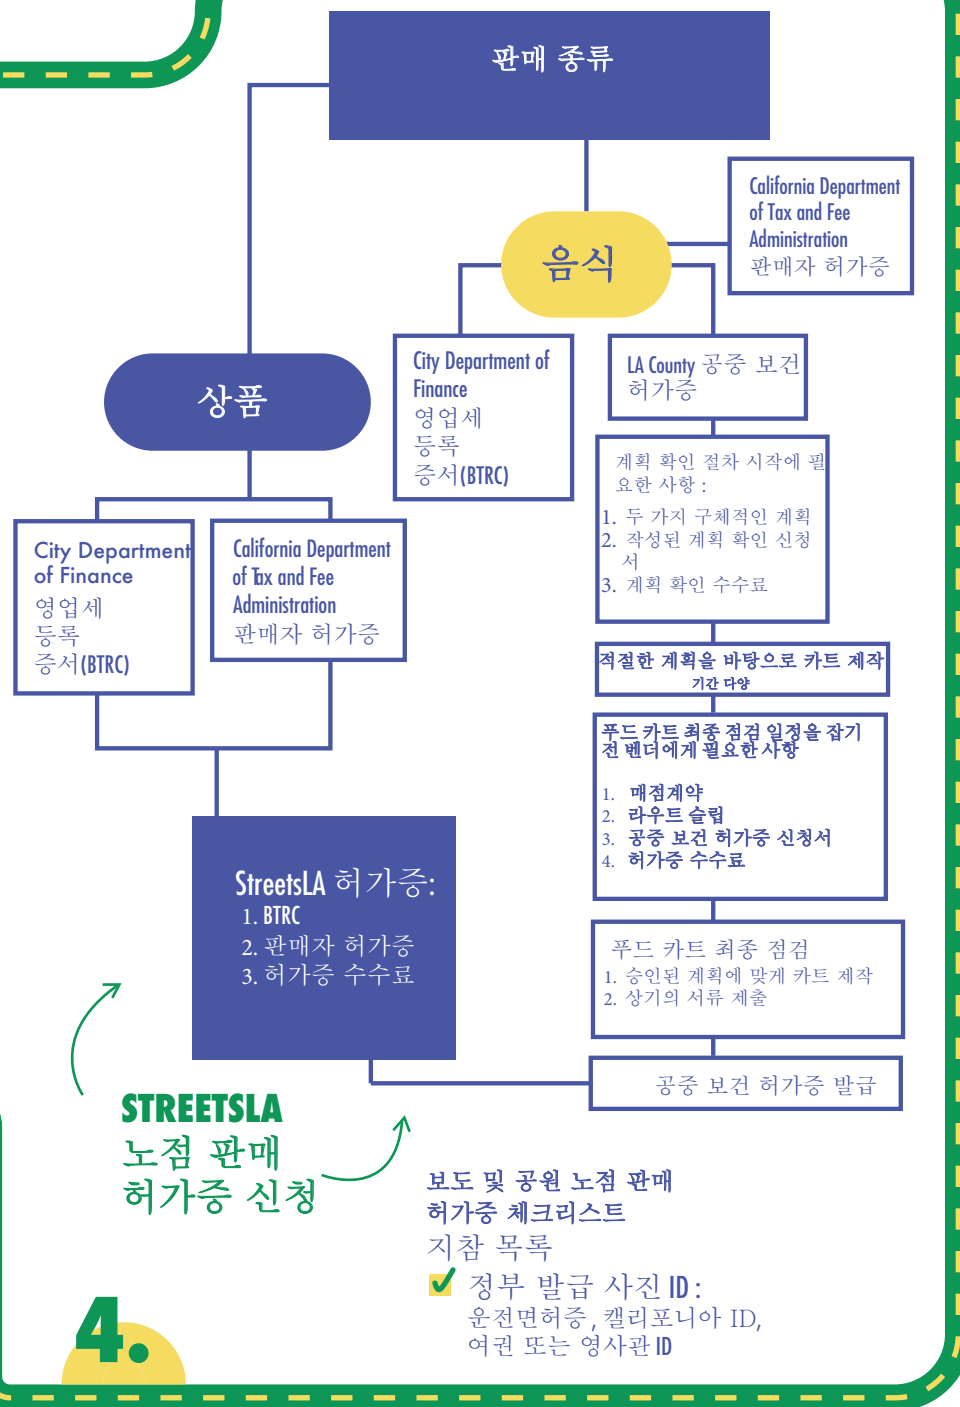 판매 종류
California Department
of Tax and Fee
Administration
판매자 허가증
음식
City Department of
Finance
영업세
등록
증서(BTRC)
LA County 공중 보건
허가증
상품
계획 확인 절차 시작에 필
요한 사항 :
1. 두 가지 구체적인 계획
2. 작성된 계획 확인 신청
서
3. 계획 확인 수수료
City Department
of Finance
영업세
등록
증서(BTRC)
California Department
of Tax and Fee
Administration
판매자 허가증
적절한 계획을 바탕으로 카트 제작
기간 다양
푸드 카트 최종 점검 일정을 잡기
전 벤더에게 필요한 사항
1. 매점계약
2. 라우트 슬립
3. 공중 보건 허가증 신청서
4. 허가증 수수료
StreetsLA 허가증:
1. BTRC
2. 판매자 허가증
3. 허가증 수수료
푸드 카트 최종 점검
1. 승인된 계획에 맞게 카트 제작
2. 상기의 서류 제출
공중 보건 허가증 발급
STREETSLA
노점 판매
허가증 신청
보도 및 공원 노점 판매
허가증 체크리스트
지참 목록
정부 발급 사진 ID :
운전면허증 , 캘리포니아 ID,
여권 또는 영사관 ID
4.